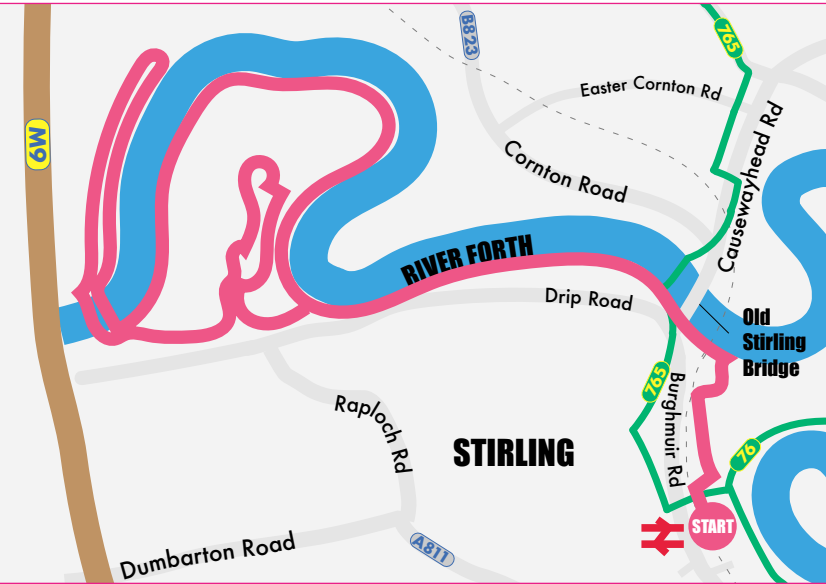 765
B823
Easter Cornton Rd
M9
Causewayhead Rd
Cornton Road
RIVER FORTH
Drip Road
Old
Stirling
Bridge
765
Burghmuir Rd
Raploch Rd
STIRLING
76
START
Dumbarton Road
A811